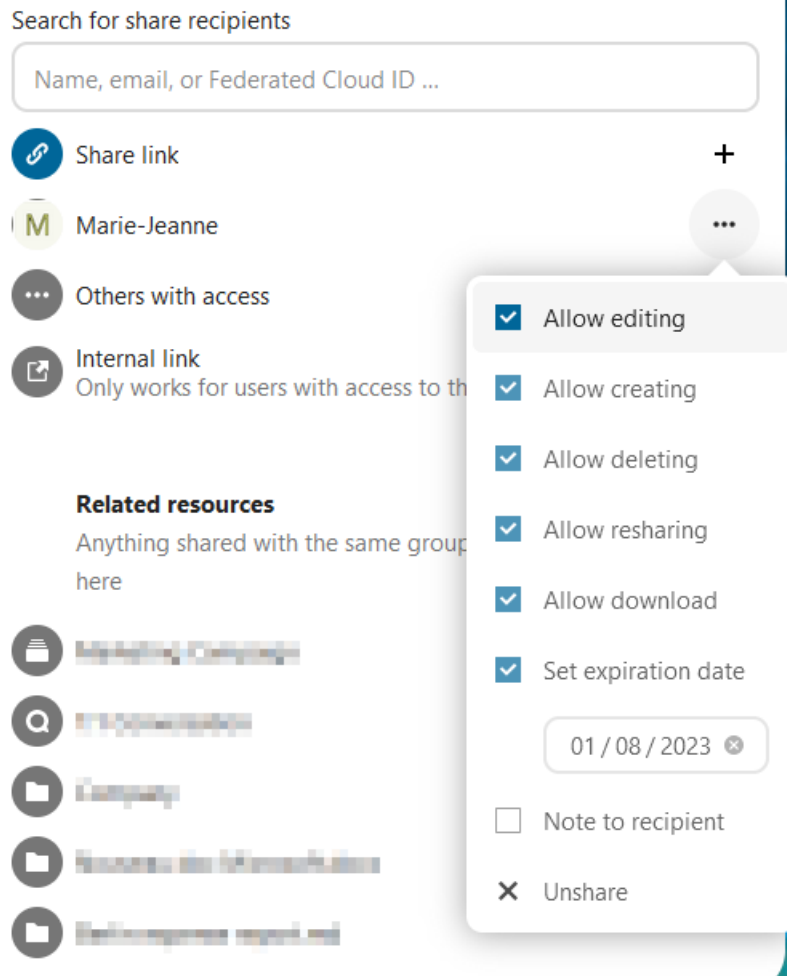 Search for share recipients
Name, email, or Federated Cloud ID ...
Share link
M Marie-Jeanne
Others with access
Internal link
Only works for users with access to th
Allow editing
Allow creating
Allow deleting
Allow resharing
Allow download
Set expiration date
01 / 08 / 2023
Note to recipient
Unshare
Related resources
Anything shared with the same group
here